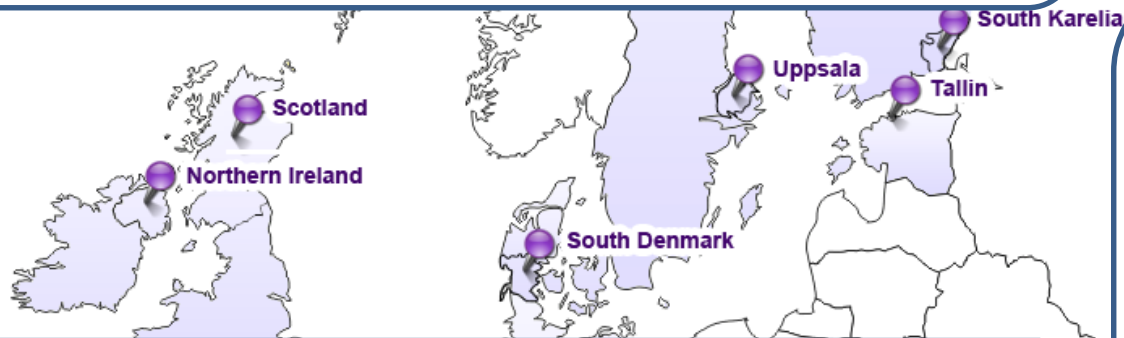 South Karelia
Uppsala
Tallin
Scotland
Northern Ireland
South Denmark